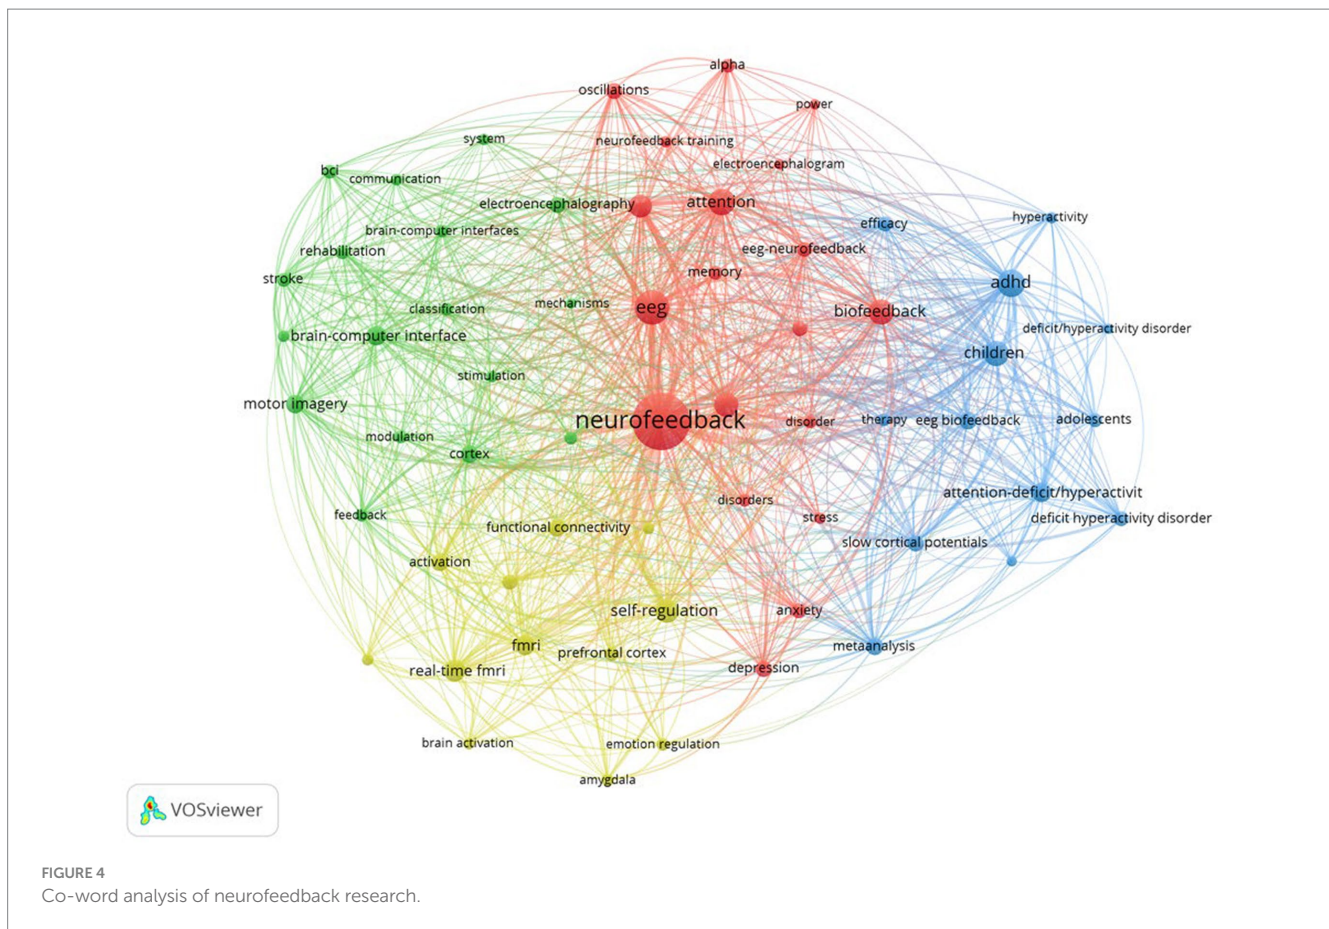 alpha
oscillations
power
system
neurofeedback training
electroencephalogram
bci
communication
electroencephalography
attention
hyperactivity
efficacy
brain-computer interfaces
rehabilitation
eeg-neurofeedback
stroke
memory
adhd
classification
mechanisms
eeg
biofeedback
deficit/hyperactivity disorder
brain-computer interface
children
stimulation
motor imagery
neurofeedback
disorder
therapy
eeg biofeedback
adolescents
modulation
cortex
attention-deficit/hyperactivit
disorders
feedback
stress
deficit hyperactivity disorder
functional connectivity
slow cortical potentials
activation
self-regulation
anxiety
fmri
prefrontal cortex
metaanalysis
real-time fmri
depression
brain activation
emotion regulation
amygdala
VOSviewer
FIGURE 4
Co-word analysis of neurofeedback research.